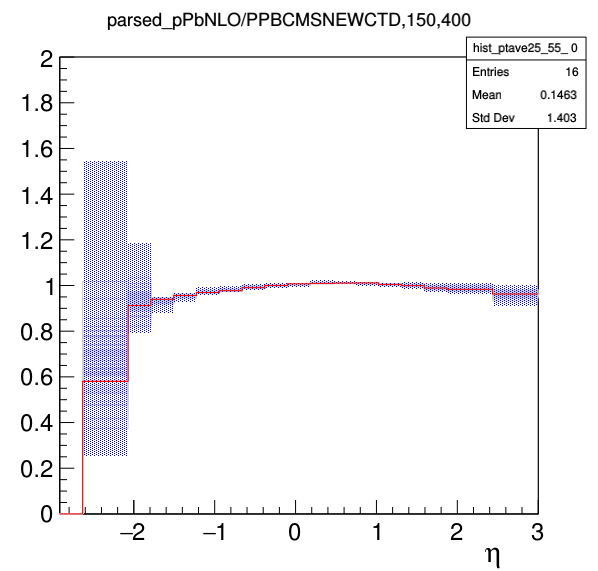 parsed_pPbNLO/PPBCMSNEWCTD,150,400
hist_ptave25_55_ 0
Entries 16
Mean 0.1463
Std Dev 1.403
2
1.8
1.6
1.4
1.2
1
0.8
0.6
0.4
0.2
0
−2 −1 0 1 2 3
η